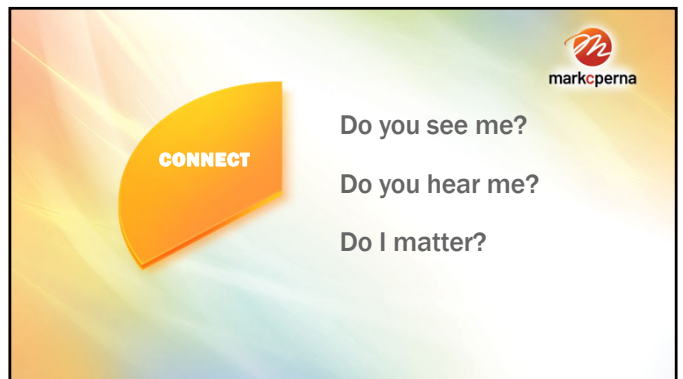 markcperna
CONNECT
Do you see me?
Do you hear me?
Do I matter?